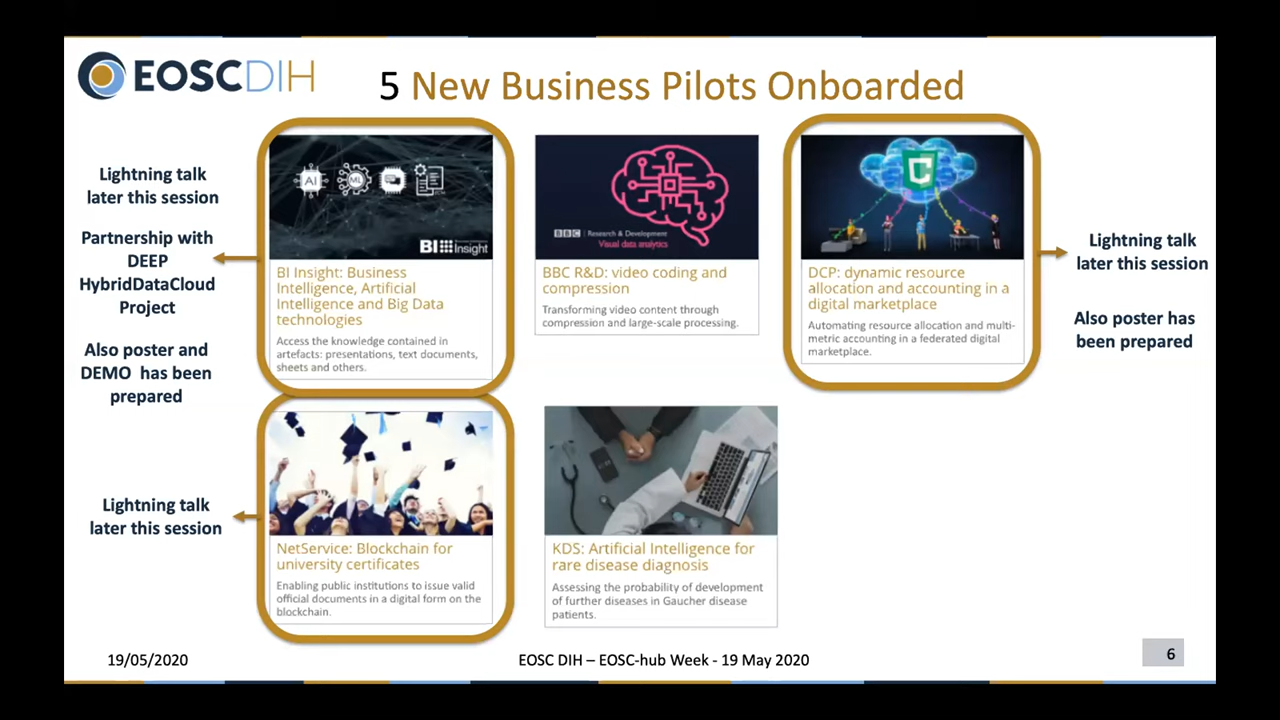 EOSC DIH
5 New Business Pilots Onboarded
Lightning talk
later this session
Partnership with
DEEP
HybridDataCloud
Project
Also poster and
DEMO has been
prepared
AI
ML
BI Insight
BI Insight: Business
Intelligence, Artificial
Intelligence and Big Data
technologies
Access the knowledge contained in
artefacts: presentations, text documents,
sheets and others.
BBC Research & Development
Visual data analytics
BBC R&D: video coding and
compression
Transforming video content through
compression and large-scale processing.
C
DCP: dynamic resource
allocation and accounting in a
digital marketplace
Automating resource allocation and multi-
metric accounting in a federated digital
marketplace.
Lightning talk
later this session
Also poster has
been prepared
Lightning talk
later this session
NetService: Blockchain for
university certificates
Enabling public institutions to issue valid
official documents in a digital form on the
blockchain.
KDS: Artificial Intelligence for
rare disease diagnosis
Assessing the probability of development
of further diseases in Gaucher disease
patients.
19/05/2020
EOSC DIH – EOSC-hub Week - 19 May 2020
6